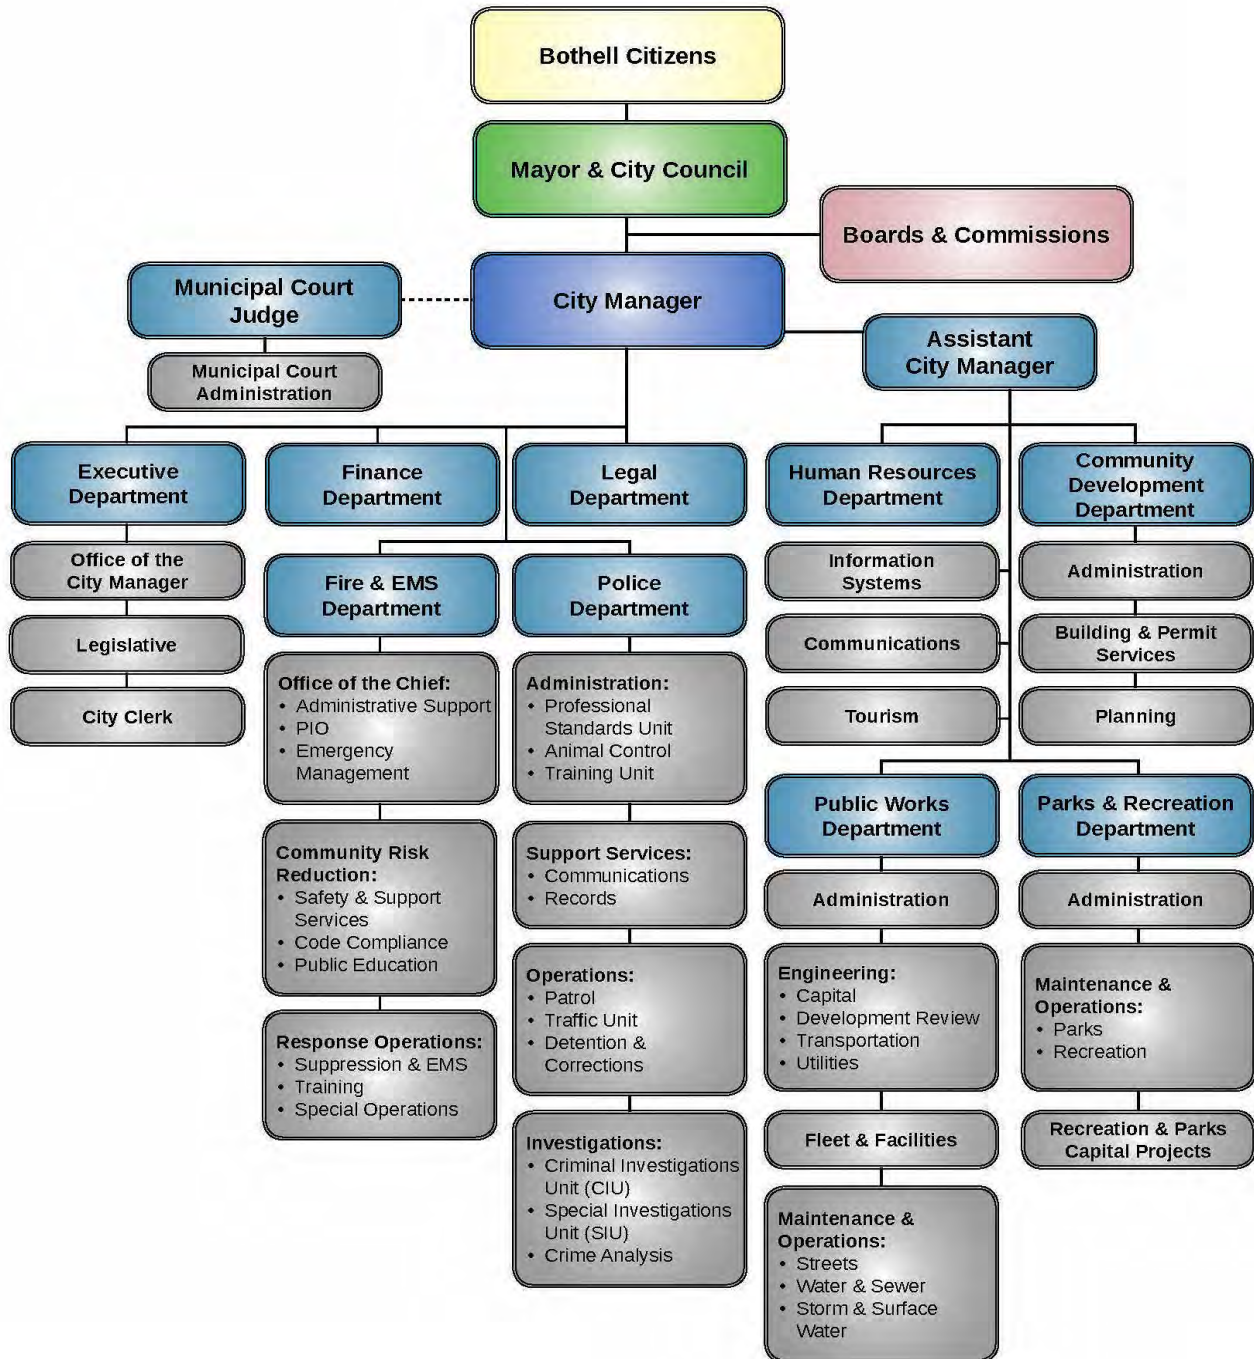 Bothell Citizens
Mayor & City Council
Boards & Commissions
Municipal Court
Judge
City Manager
Assistant
City Manager
Municipal Court
Administration
Executive
Department
Finance
Department
Legal
Department
Human Resources
Department
Community
Development
Department
Office of the
City Manager
Legislative
City Clerk
Fire & EMS
Department
Office of the Chief:
• Administrative Support
• PIO
• Emergency
Management
Community Risk
Reduction:
• Safety & Support
Services
• Code Compliance
• Public Education
Response Operations:
• Suppression & EMS
• Training
• Special Operations
Police
Department
Administration:
• Professional
Standards Unit
• Animal Control
• Training Unit
Support Services:
• Communications
• Records
Operations:
• Patrol
• Traffic Unit
• Detention &
Corrections
Investigations:
• Criminal Investigations
Unit (CIU)
• Special Investigations
Unit (SIU)
• Crime Analysis
Information
Systems
Communications
Tourism
Administration
Building & Permit
Services
Planning
Public Works
Department
Administration
Engineering:
• Capital
• Development Review
• Transportation
• Utilities
Fleet & Facilities
Maintenance &
Operations:
• Streets
• Water & Sewer
• Storm & Surface
Water
Parks & Recreation
Department
Administration
Maintenance &
Operations:
• Parks
• Recreation
Recreation & Parks
Capital Projects